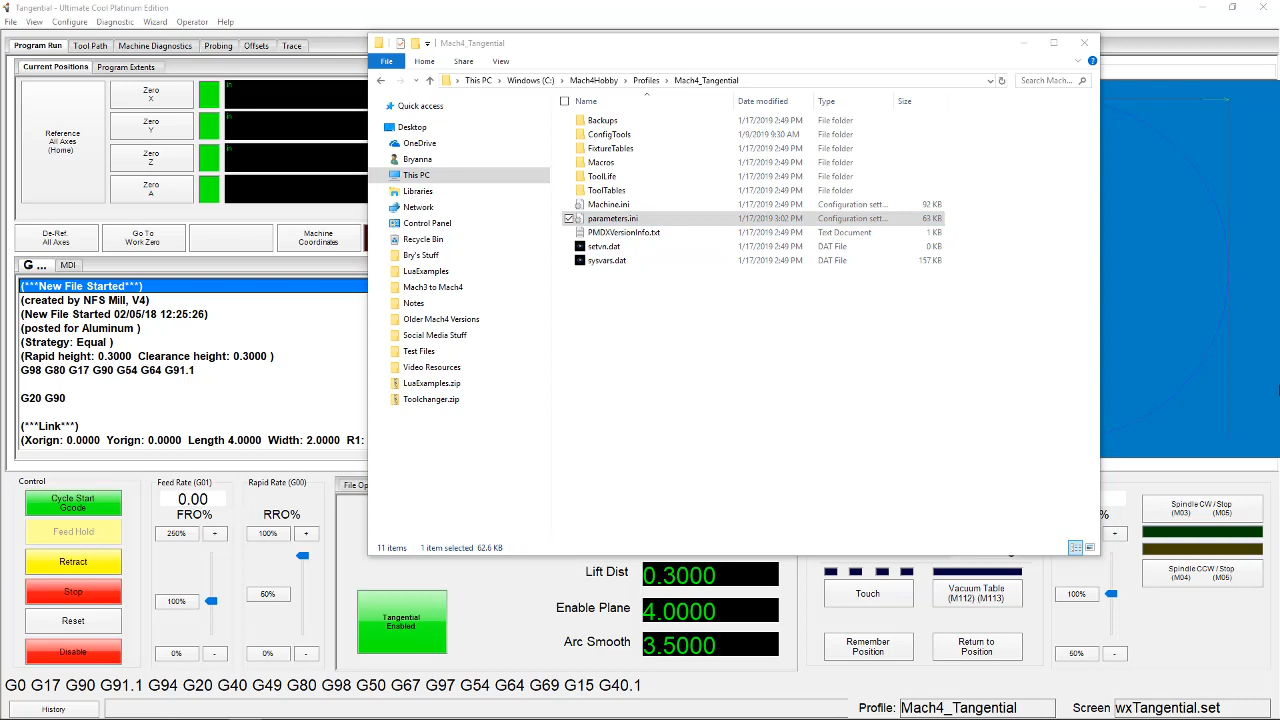 Tangential - Ultimate Cool Platinum Edition
File View Configure Diagnostic Wizard Operator Help
Program Run Tool Path Machine Diagnostics Probing Offsets Trace
Current Positions Program Extents
Reference
All Axes
(Home)
Zero
X
in
Zero
Y
in
Zero
Z
Zero
A
De-Ref.
All Axes
Go To
Work Zero
Machine
Coordinates
G ... MDI
(***New File Started***)
(created by NFS Mill, V4)
(New File Started 02/05/18 12:25:26)
(posted for Aluminum )
(Strategy: Equal )
(Rapid height: 0.3000 Clearance height: 0.3000 )
G98 G80 G17 G90 G54 G64 G91.1
G20 G90
(***Link***)
(Xorign: 0.0000 Yorign: 0.0000 Length 4.0000 Width: 2.0000 R1:
Mach4_Tangential
File Home Share View
This PC Windows (C:) Mach4Hobby Profiles Mach4_Tangential
Search Mach...
Quick access
Desktop
OneDrive
Bryanna
This PC
Libraries
Network
Control Panel
Recycle Bin
Bry's Stuff
LuaExamples
Mach3 to Mach4
Notes
Older Mach4 Versions
Social Media Stuff
Test Files
Video Resources
LuaExamples.zip
Toolchanger.zip
Name Date modified Type Size
Backups 1/17/2019 2:49 PM File folder
ConfigTools 1/9/2019 9:30 AM File folder
FixtureTables 1/17/2019 2:49 PM File folder
Macros 1/17/2019 2:49 PM File folder
ToolLife 1/17/2019 2:49 PM File folder
ToolTables 1/17/2019 2:49 PM File folder
Machine.ini 1/17/2019 2:49 PM Configuration sett... 92 KB
parameters.ini 1/17/2019 3:02 PM Configuration sett... 63 KB
PMDXVersionInfo.txt 1/17/2019 2:49 PM Text Document 1 KB
setvn.dat 1/17/2019 2:49 PM DAT File 0 KB
sysvars.dat 1/17/2019 2:49 PM DAT File 157 KB
11 items 1 item selected 62.6 KB
Control
Cycle Start
Gcode
Feed Hold
Retract
Stop
Reset
Disable
Feed Rate (G01)
0.00
FRO%
250% +
100%
0% -
Rapid Rate (G00)
RRO%
100% +
50%
0% -
File Op
Tangential
Enabled
Lift Dist 0.3000
Enable Plane 4.0000
Arc Smooth 3.5000
Touch
Vacuum Table
(M112) (M113)
Remember
Position
Return to
Position
%
+
100%
50% -
Spindle CW / Stop
(M03) (M05)
Spindle CCW / Stop
(M04) (M05)
G0 G17 G90 G91.1 G94 G20 G40 G49 G80 G98 G50 G67 G97 G54 G64 G69 G15 G40.1
History
Profile: Mach4_Tangential Screen wxTangential.set